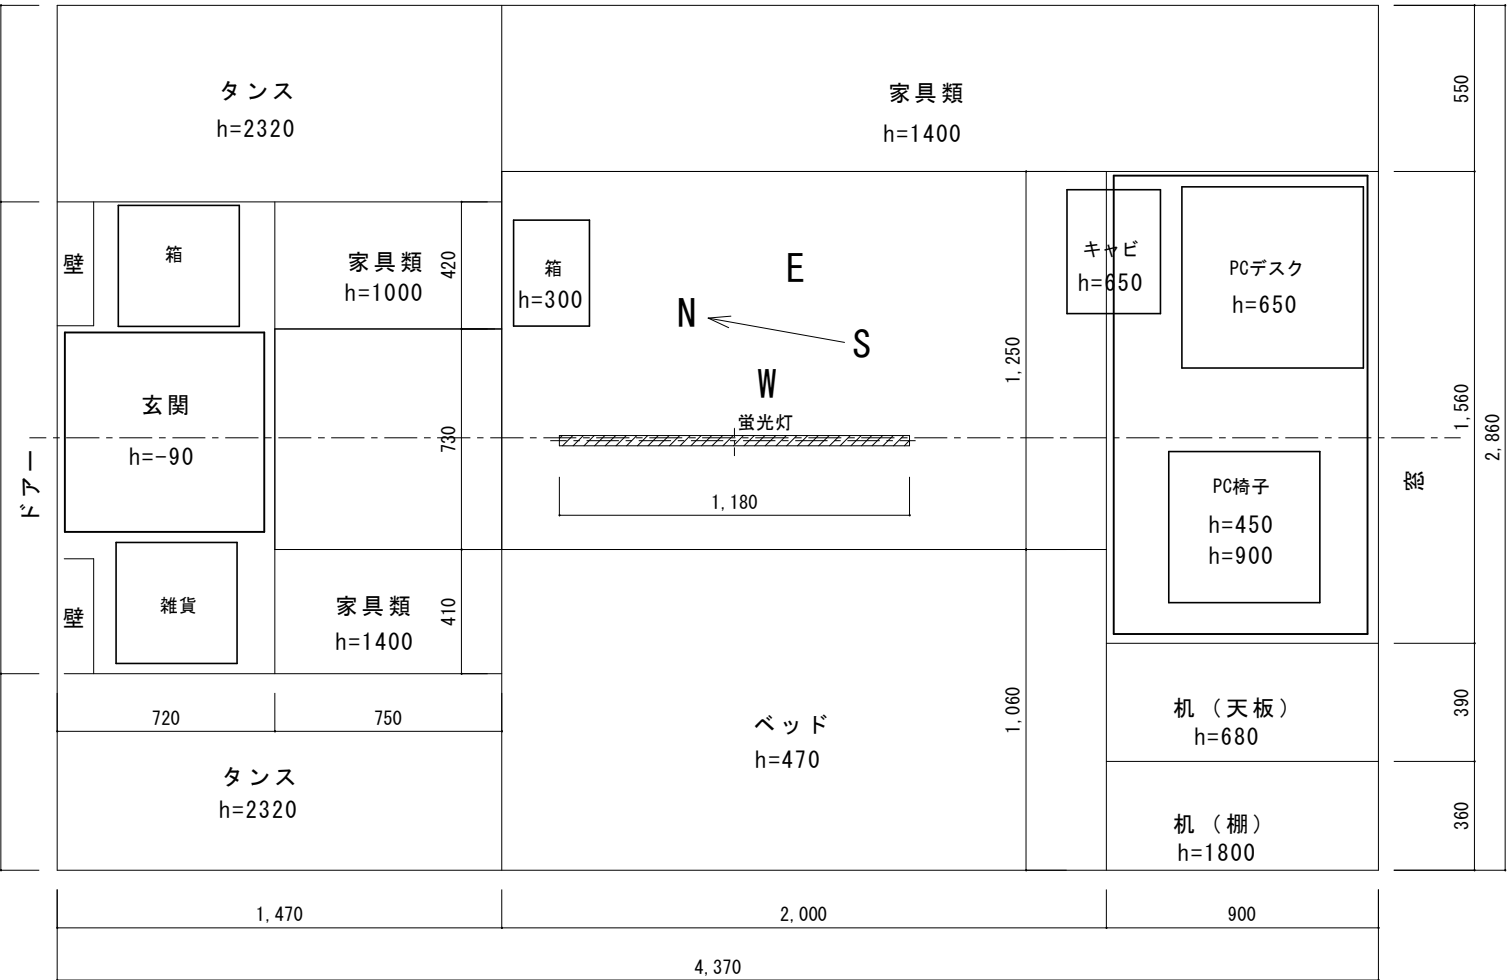 タンス
h=2320
家具類
h=1400
550
壁
箱
家具類
h=1000
420
箱
h=300
E
N
S
W
キャビ
h=650
PCデスク
h=650
1,250
1,560
2,860
玄関
h=-90
730
蛍光灯
1,180
ドアー
窓
PC椅子
h=450
h=900
壁
雑貨
家具類
h=1400
410
720
750
ベッド
h=470
1,060
机(天板)
h=680
390
タンス
h=2320
机(棚)
h=1800
360
1,470
2,000
900
4,370